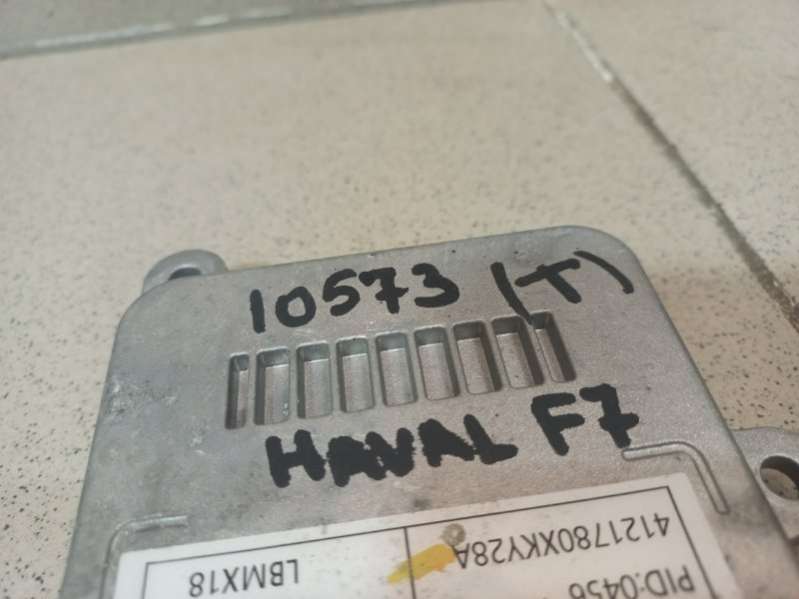 10573 (T)
HAVAL F7
PID:0456
4121780XKY28A
LBMX18